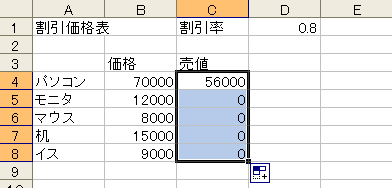 A B C D E
1 割引価格表 割引率 0.8
2
3 価格 売値
4 パソコン 70000 56000
5 モニタ 12000 0
6 マウス 8000 0
7 机 15000 0
8 イス 9000 0
9